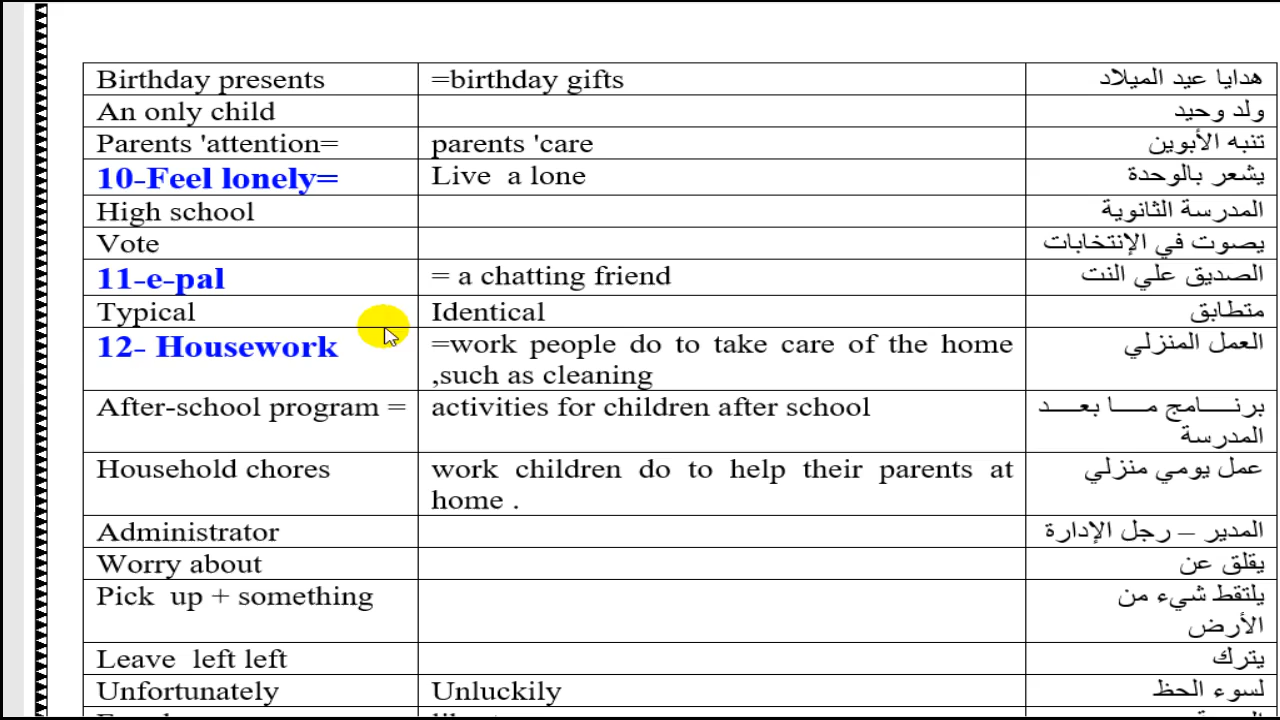 Birthday presents =birthday gifts هدايا عيد الميلاد
An only child ولد وحيد
Parents 'attention= parents 'care تنبه الأبوين
10-Feel lonely= Live a lone يشعر بالوحدة
High school المدرسة الثانوية
Vote يصوت في الإنتخابات
11-e-pal = a chatting friend الصديق علي النت
Typical Identical متطابق
12- Housework =work people do to take care of the home العمل المنزلي
,such as cleaning
After-school program = activities for children after school برنامج ما بعد
المدرسة
Household chores work children do to help their parents at عمل يومي منزلي
home .
Administrator المدير – رجل الإدارة
Worry about يقلق عن
Pick up + something يلتقط شيء من
الأرض
Leave left left يترك
Unfortunately Unluckily لسوء الحظ